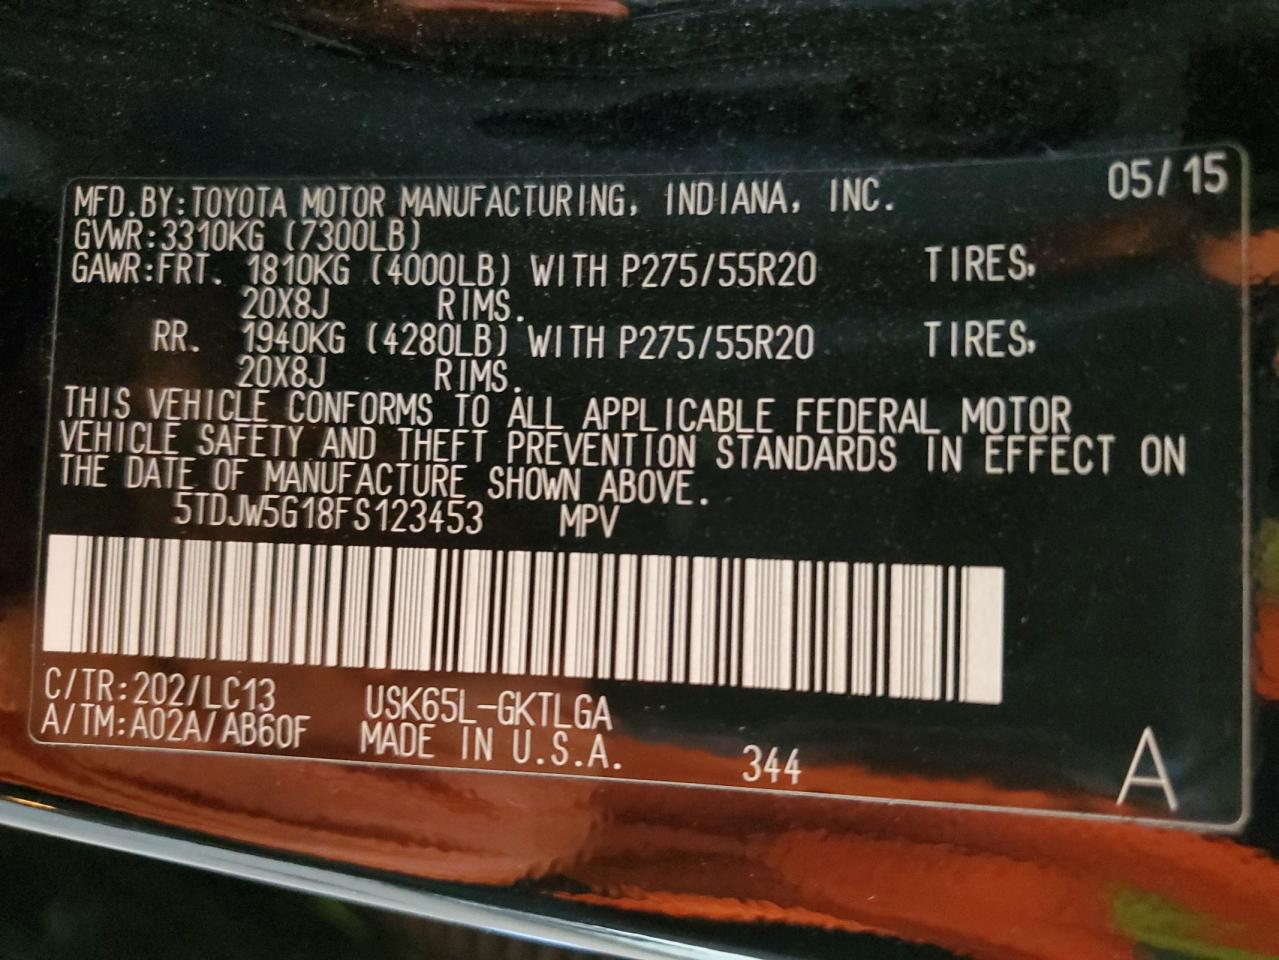 05/15
MFD.BY:TOYOTA MOTOR MANUFACTURING, INDIANA, INC.
GVWR:3310KG (7300LB)
GAWR:FRT. 1810KG (4000LB) WITH P275/55R20 TIRES,
20X8J RIMS.
RR. 1940KG (4280LB) WITH P275/55R20 TIRES,
20X8J RIMS.
THIS VEHICLE CONFORMS TO ALL APPLICABLE FEDERAL MOTOR
VEHICLE SAFETY AND THEFT PREVENTION STANDARDS IN EFFECT ON
THE DATE OF MANUFACTURE SHOWN ABOVE.
5TDJW5G18FS123453 MPV
C/TR:202/LC13 USK65L-GKTLGA
A/TM:A02A/AB60F MADE IN U.S.A. 344 A